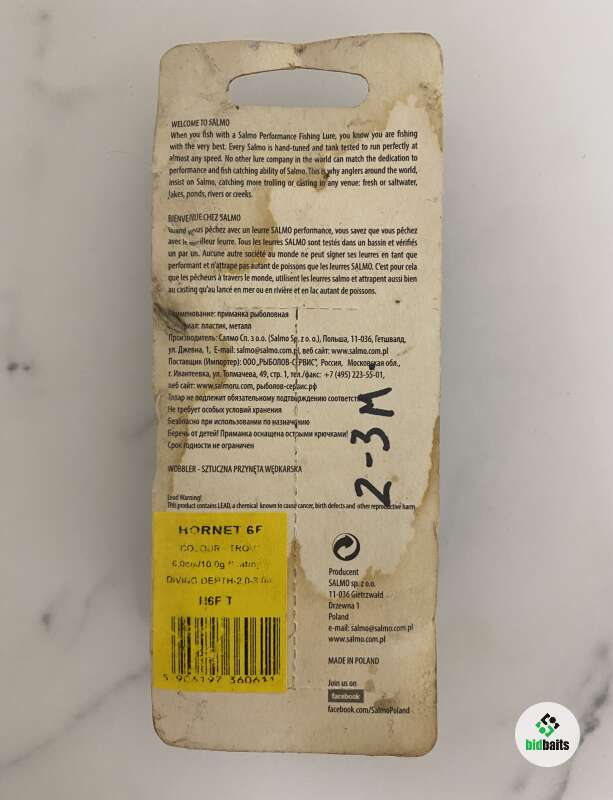 WELCOME TO SALMO
When you fish with a Salmo Performance Fishing Lure, you know you are fishing
with the very best. Every Salmo is hand-tuned and tank tested to run perfectly at
almost any speed. No other lure company in the world can match the dedication to
performance and fish catching ability of Salmo. This is why anglers around the world,
insist on Salmo, catching more trolling or casting in any venue: fresh or saltwater,
lakes, ponds, rivers or creeks.
BIENVENUE CHEZ SALMO
Quand vous pêchez avec un leurre SALMO performance, vous savez que vous pêchez
avec le meilleur leurre. Tous les leurres SALMO sont testés dans un bassin et vérifiés
un par un. Aucune autre société au monde ne peut signer ses leurres en tant que
performant et n'attrape pas autant de poissons que les leurres SALMO. C'est pour cela
que les pêcheurs à travers le monde, utilisent les leurres salmo et attrapent aussi bien
au casting qu'au lancé en mer ou en rivière et en lac autant de poissons.
Наименование: приманка рыболовная
Материал: пластик, металл
Производитель: Салмо Сп. з о.о. (Salmo Sp. z o. o.), Польша, 11-036, Гетшвалд,
ул. Джевна, 1, E-mail: salmo@salmo.com.pl, веб сайт: www.salmo.com.pl
Поставщик (Импортер): ООО „РЫБОЛОВ-СЕРВИС", Россия, Московская обл.,
г. Ивантеевка, ул. Толмачева, 49, стр. 1, тел./факс: +7 (495) 223-55-01,
веб сайт: www.salmoru.com, рыболов-сервис.рф
Товар не подлежит обязательному подтверждению соответст
Не требует особых условий хранения
Безопасно при использовании по назначению
Беречь от детей! Приманка оснащена острыми крючками!
Срок годности не ограничен
2-3 м.
WOBBLER - SZTUCZNA PRZYNĘTA WĘDKARSKA
Lead Warning!
This product contains LEAD, a chemical known to cause cancer, birth defects and other reproductive harm
HORNET 6F
COLOUR-TROU
6,0cm/10.0g
DIVING DEPTH-2.0-3.0m
H6F T
5 906197 360611
Producent
SALMO sp. z o.o.
11-036 Gietrzwałd
Drzewna 1
Poland
e-mail: salmo@salmo.com.pl
www.salmo.com.pl
MADE IN POLAND
Join us on
facebook
facebook.com/SalmoPoland
bidbaits